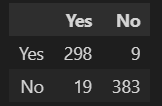 Yes No
Yes 298 9
No 19 383